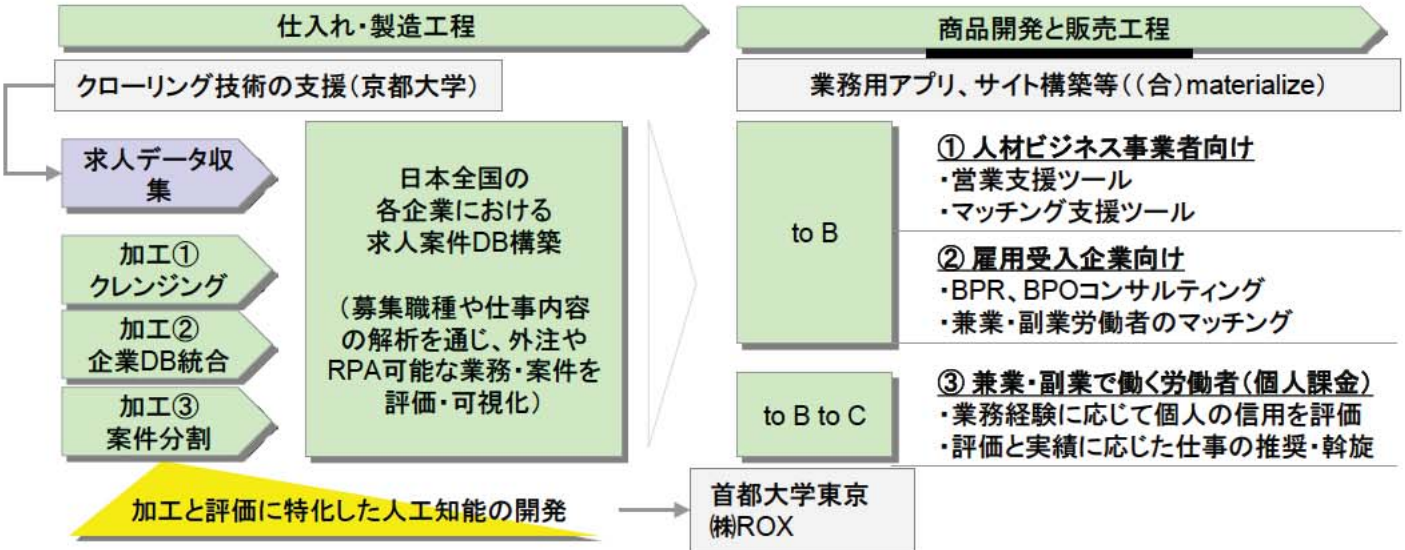 仕入れ・製造工程
クローリング技術の支援(京都大学)
求人データ収
集
加工①
クレンジング
加工②
企業DB統合
加工③
案件分割
日本全国の
各企業における
求人案件DB構築
(募集職種や仕事内容
の解析を通じ、外注や
RPA可能な業務・案件を
評価・可視化)
加工と評価に特化した人工知能の開発
首都大学東京
㈱ROX
商品開発と販売工程
業務用アプリ、サイト構築等((合)materialize)
to B
① 人材ビジネス事業者向け
・営業支援ツール
・マッチング支援ツール
② 雇用受入企業向け
・BPR、BPOコンサルティング
・兼業・副業労働者のマッチング
to B to C
③ 兼業・副業で働く労働者(個人課金)
・業務経験に応じて個人の信用を評価
・評価と実績に応じた仕事の推奨・斡旋